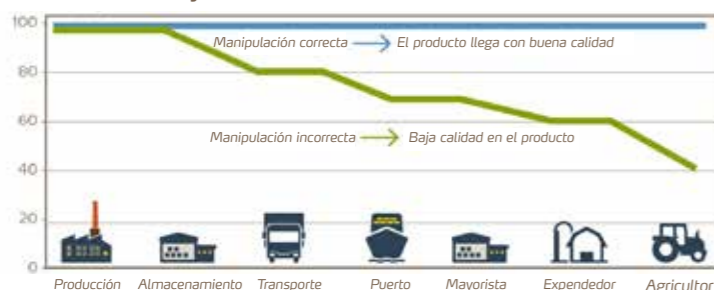 100
Manipulación correcta → El producto llega con buena calidad
80
60
Manipulación incorrecta → Baja calidad en el producto
40
20
0
Producción Almacenamiento Transporte Puerto Mayorista Expendedor Agricultor